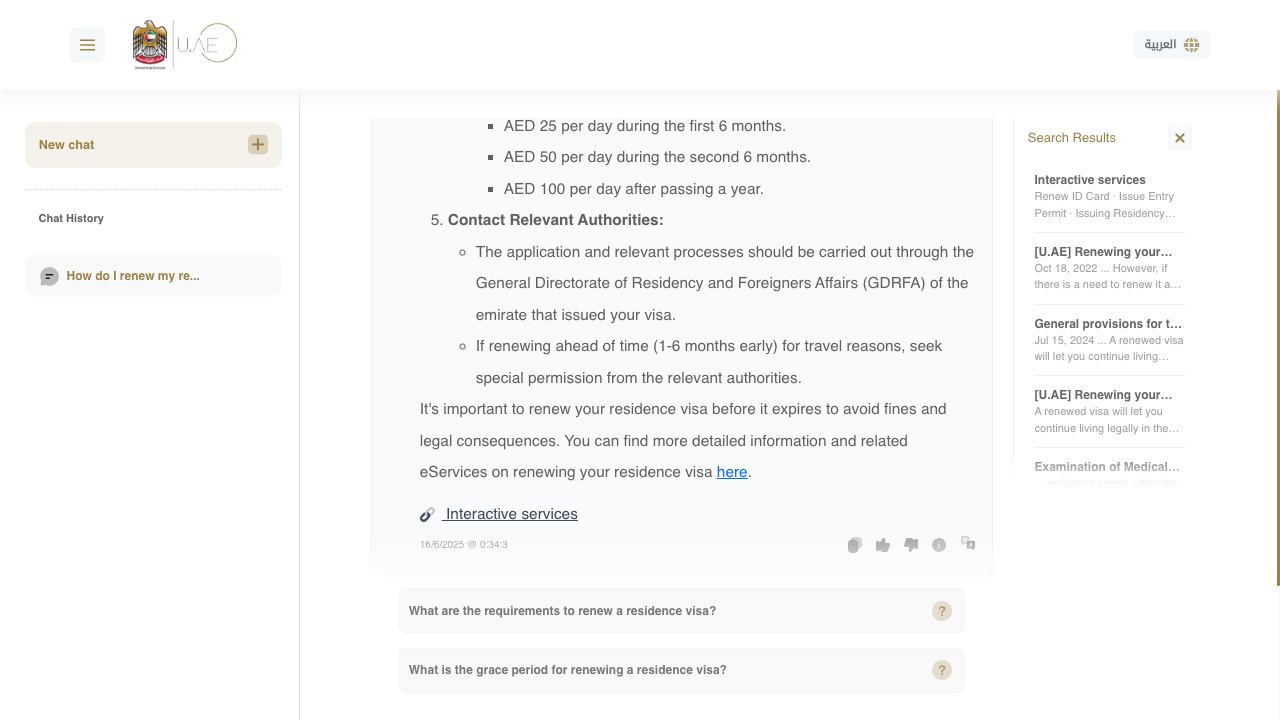 U.AE
العربية
New chat
Chat History
How do I renew my re...
AED 25 per day during the first 6 months.
AED 50 per day during the second 6 months.
AED 100 per day after passing a year.
5. Contact Relevant Authorities:
The application and relevant processes should be carried out through the
General Directorate of Residency and Foreigners Affairs (GDRFA) of the
emirate that issued your visa.
If renewing ahead of time (1-6 months early) for travel reasons, seek
special permission from the relevant authorities.
It's important to renew your residence visa before it expires to avoid fines and
legal consequences. You can find more detailed information and related
eServices on renewing your residence visa here.
Interactive services
16/6/2025 @ 0:34:3
What are the requirements to renew a residence visa?
?
What is the grace period for renewing a residence visa?
?
Search Results
Interactive services
Renew ID Card · Issue Entry
Permit · Issuing Residency…
[U.AE] Renewing your…
Oct 18, 2022 ... However, if
there is a need to renew it a…
General provisions for t…
Jul 15, 2024 ... A renewed visa
will let you continue living…
[U.AE] Renewing your…
A renewed visa will let you
continue living legally in the…
Examination of Medical…
... residence permit within the